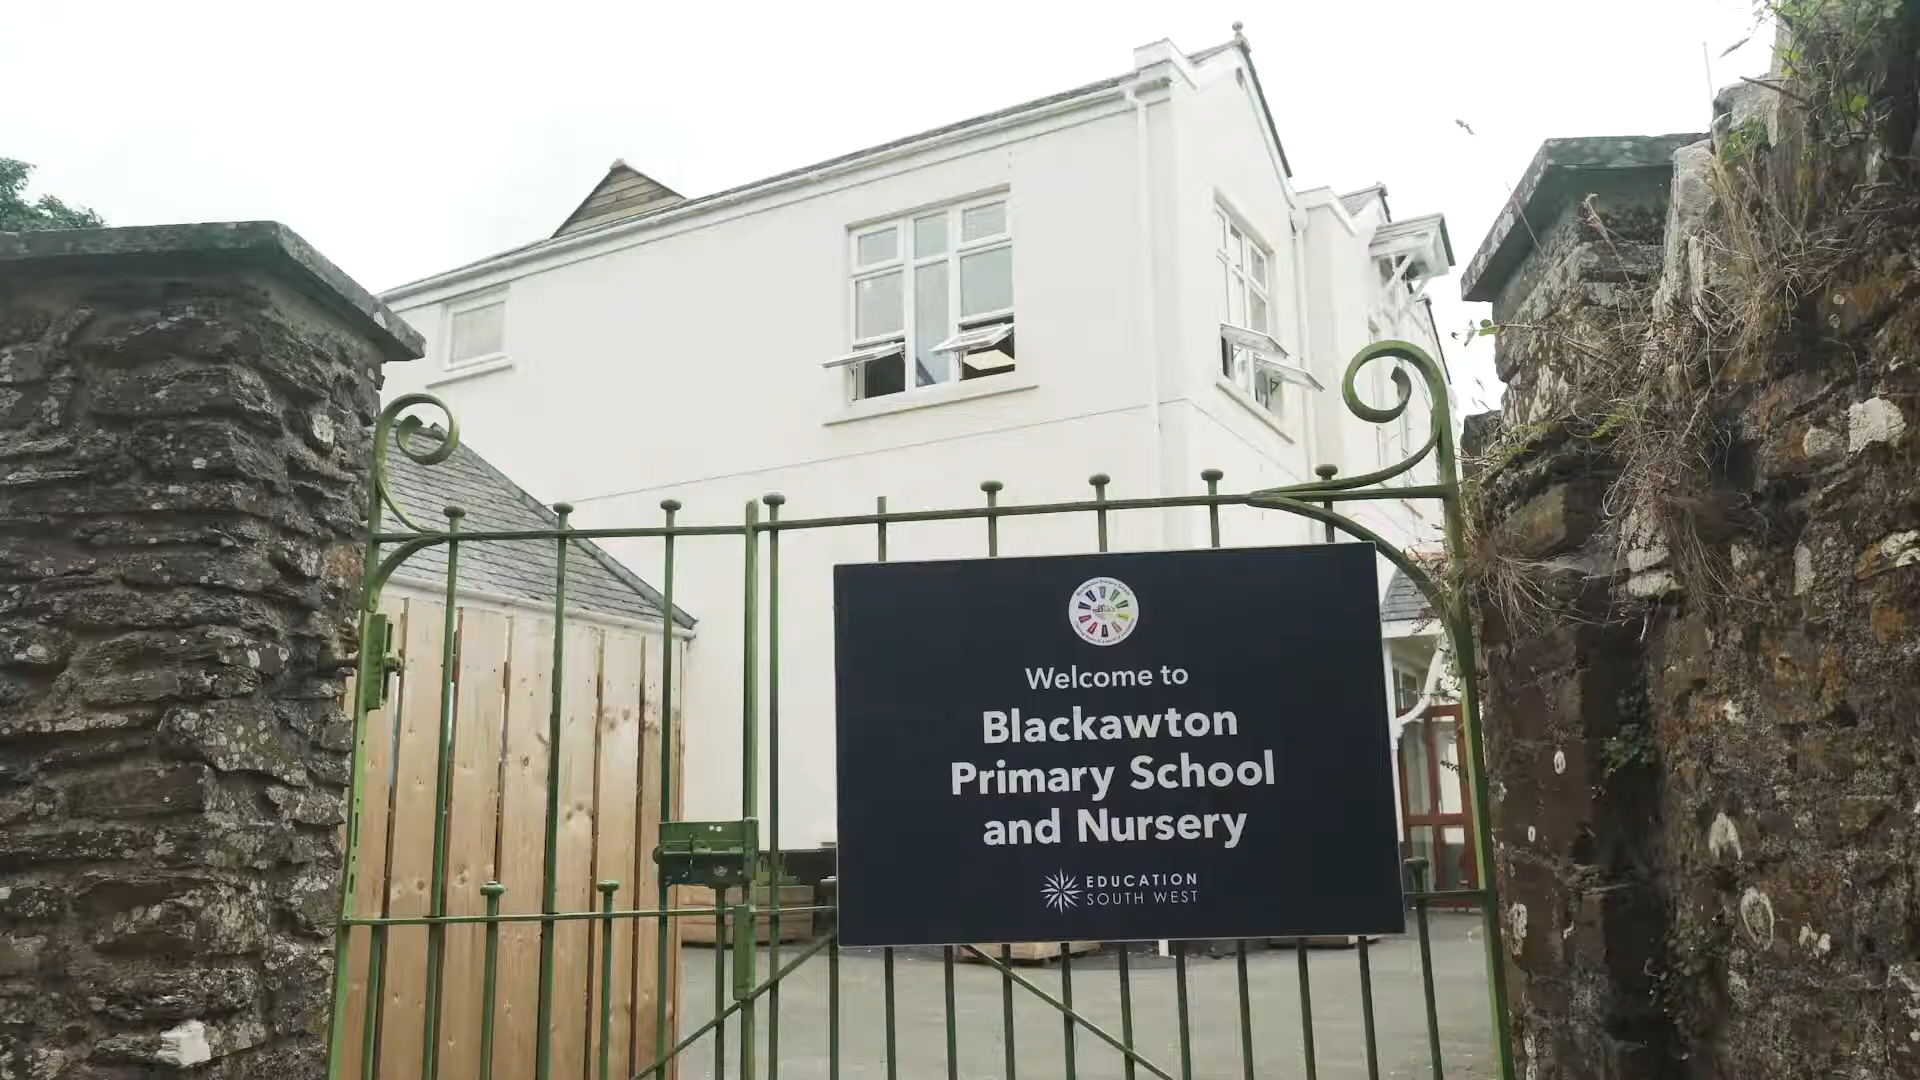 Welcome to
Blackawton
Primary School
and Nursery
EDUCATION
SOUTH WEST